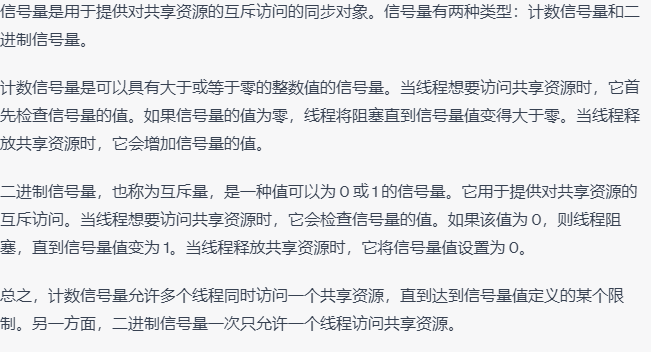 信号量是用于提供对共享资源的互斥访问的同步对象。信号量有两种类型：计数信号量和二
进制信号量。
计数信号量是可以具有大于或等于零的整数值的信号量。当线程想要访问共享资源时，它首
先检查信号量的值。如果信号量的值为零，线程将阻塞直到信号量值变得大于零。当线程释
放共享资源时，它会增加信号量的值。
二进制信号量，也称为互斥量，是一种值可以为 0 或 1 的信号量。它用于提供对共享资源的
互斥访问。当线程想要访问共享资源时，它会检查信号量的值。如果该值为 0，则线程阻
塞，直到信号量值变为 1。当线程释放共享资源时，它将信号量值设置为 0。
总之，计数信号量允许多个线程同时访问一个共享资源，直到达到信号量值定义的某个限
制。另一方面，二进制信号量一次只允许一个线程访问共享资源。